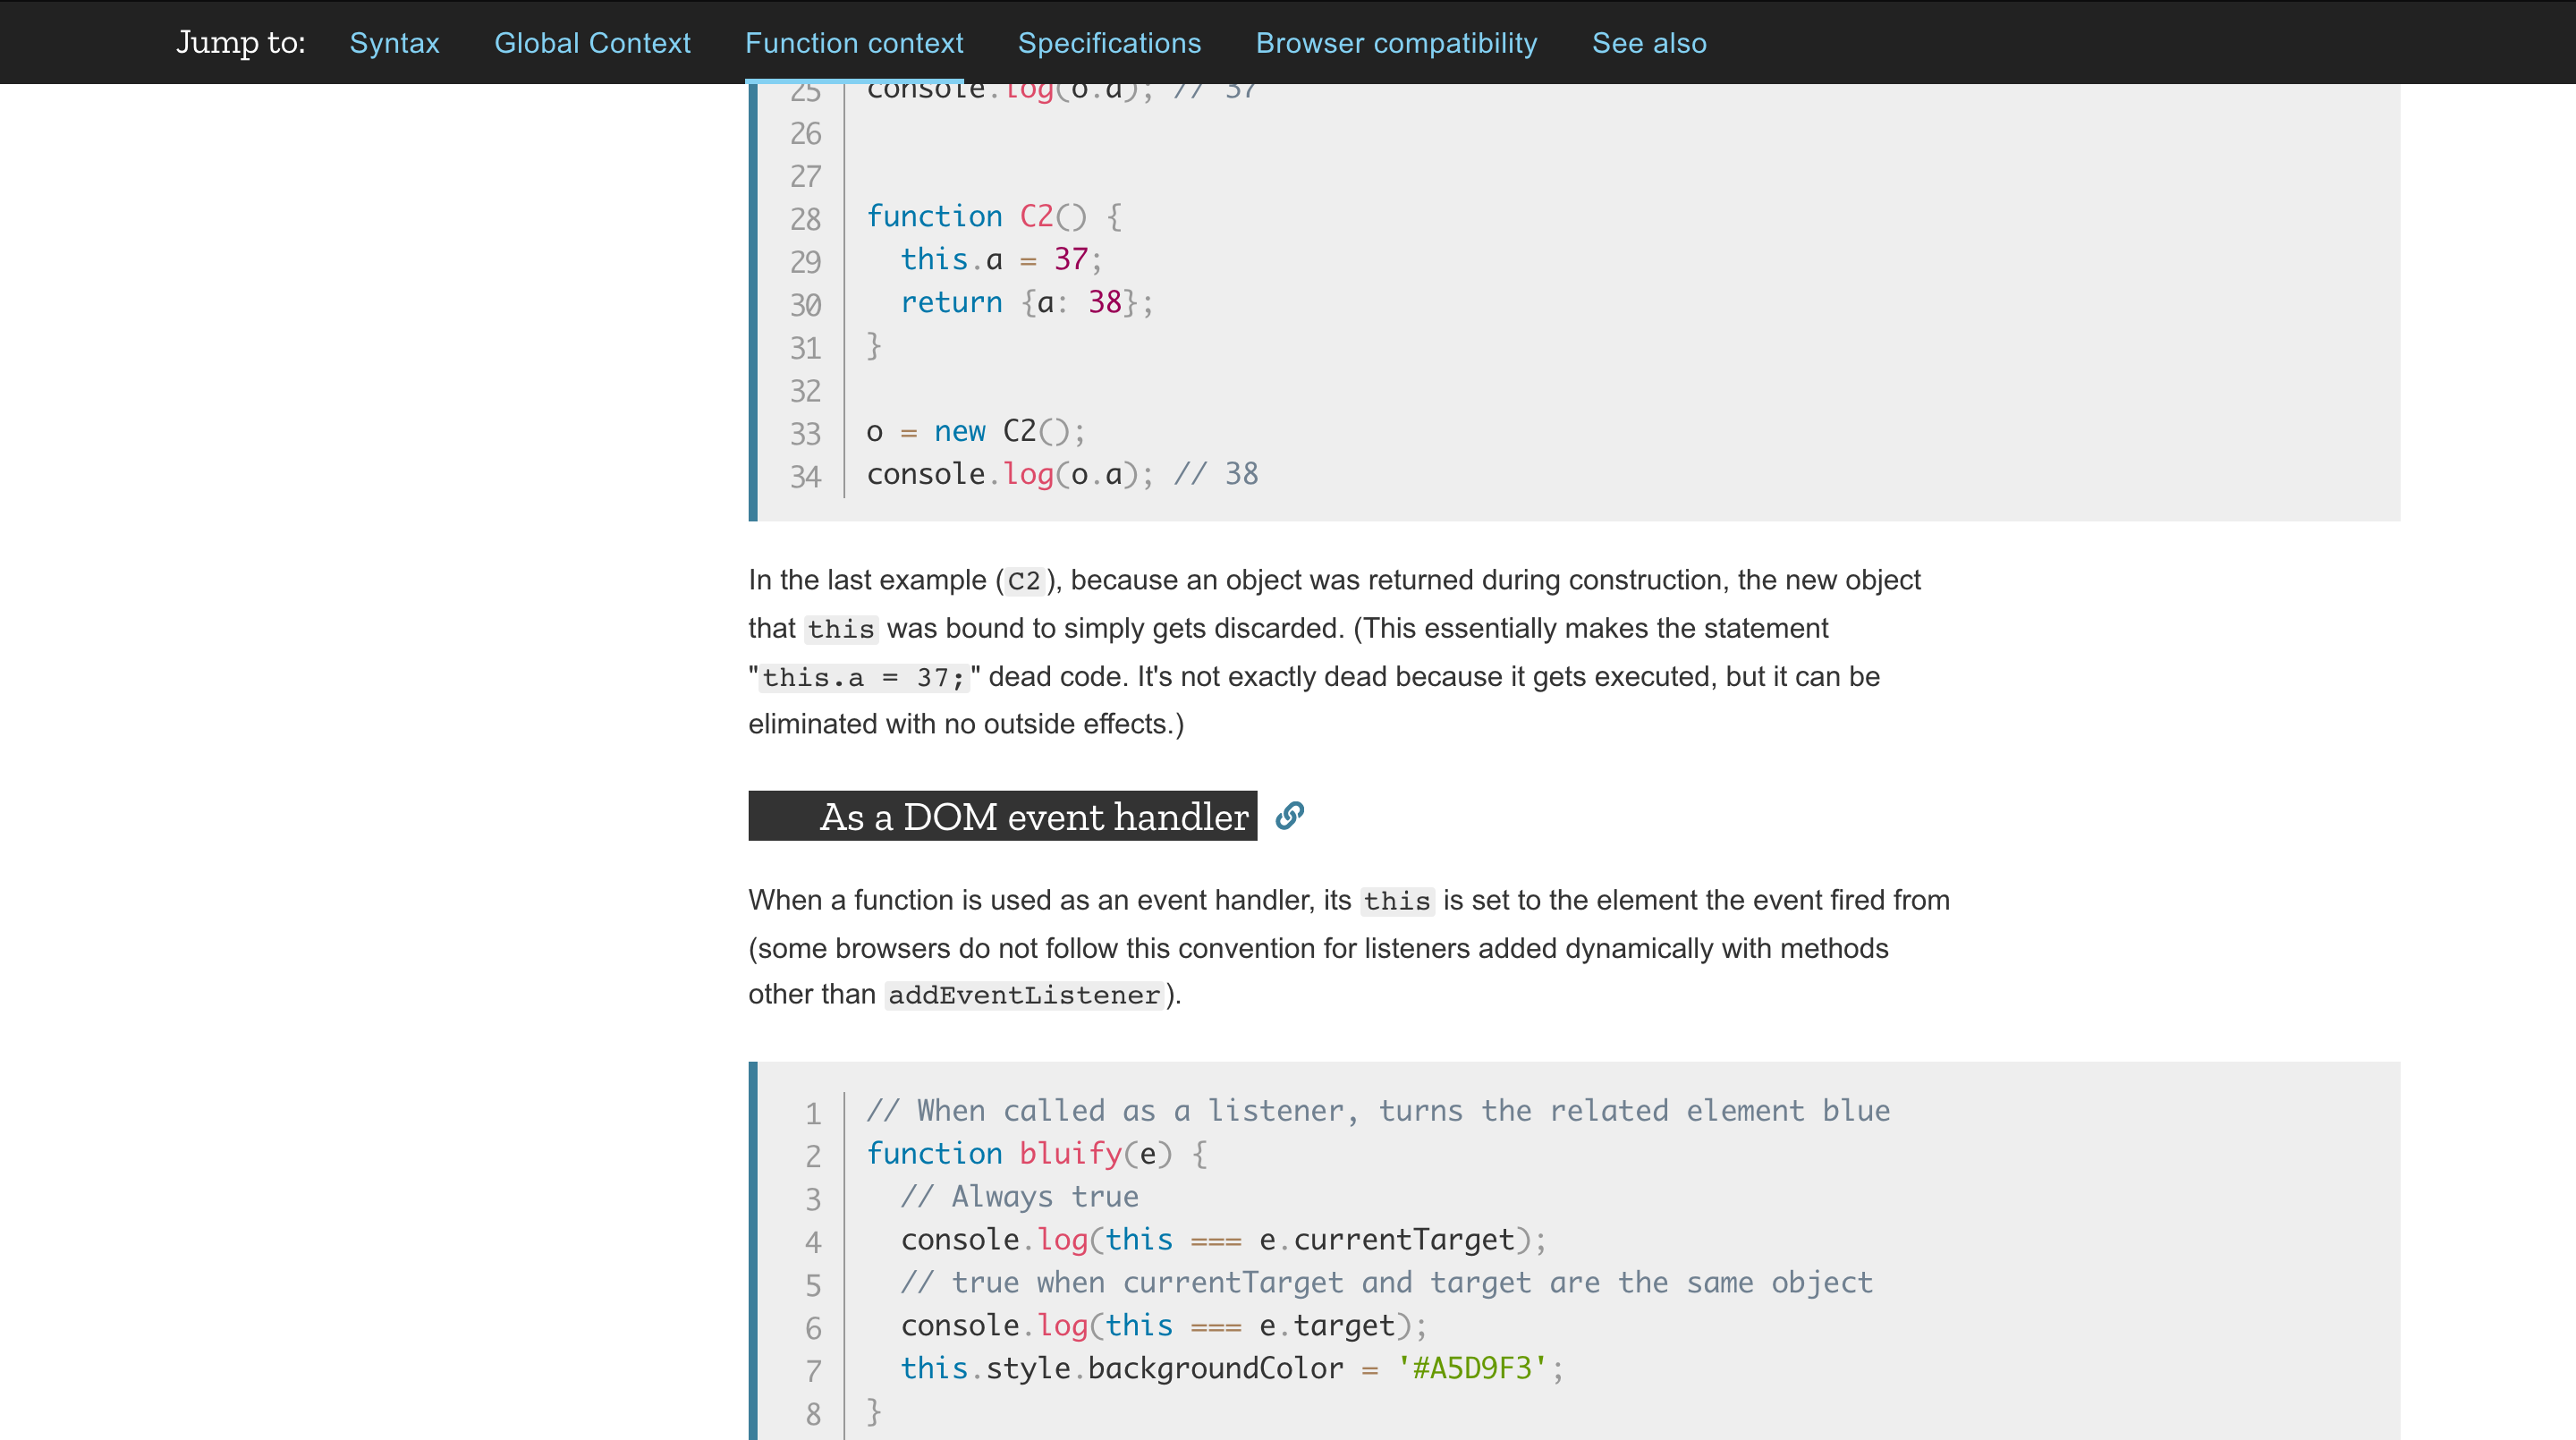 Jump to: Syntax Global Context Function context Specifications Browser compatibility See also
25 console.log(o.a); // 37
26
27
28 function C2() {
29   this.a = 37;
30   return {a: 38};
31 }
32
33 o = new C2();
34 console.log(o.a); // 38
In the last example (C2), because an object was returned during construction, the new object
that this was bound to simply gets discarded. (This essentially makes the statement
"this.a = 37;" dead code. It's not exactly dead because it gets executed, but it can be
eliminated with no outside effects.)
As a DOM event handler
When a function is used as an event handler, its this is set to the element the event fired from
(some browsers do not follow this convention for listeners added dynamically with methods
other than addEventListener).
1 // When called as a listener, turns the related element blue
2 function bluify(e) {
3   // Always true
4   console.log(this === e.currentTarget);
5   // true when currentTarget and target are the same object
6   console.log(this === e.target);
7   this.style.backgroundColor = '#A5D9F3';
8 }